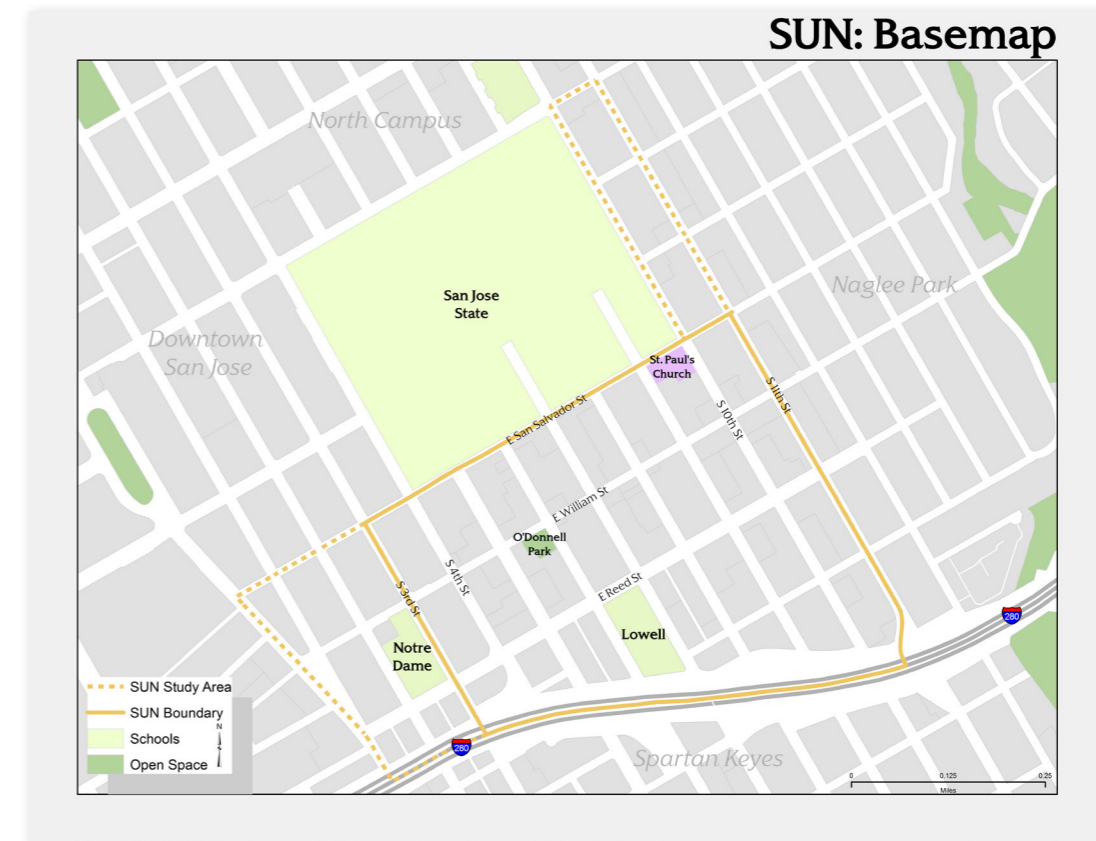 SUN: Basemap
North Campus
San Jose
State
Naglee Park
Downtown
San Jose
St. Paul's
Church
S 11th St
E San Salvador St
S 10th St
E William St
O'Donnell
Park
S 4th St
S 3rd St
E Reed St
280
Lowell
Notre
Dame
SUN Study Area
SUN Boundary
Schools
N
Open Space
280
Spartan Keyes
0
0.125
0.25
Miles